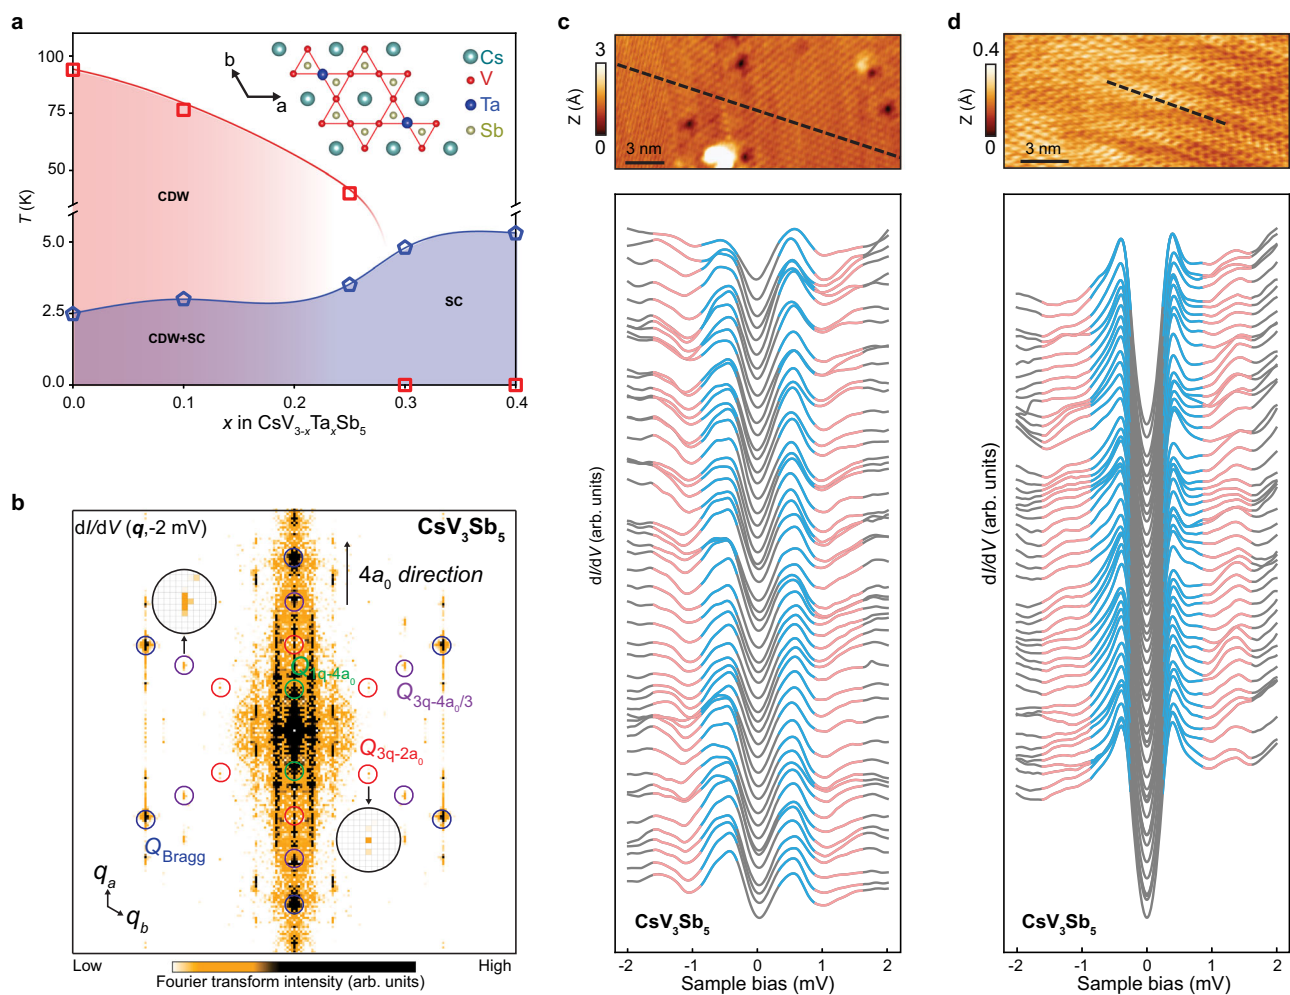 a
100
75
50
5.0
2.5
0.0
T (K)
CDW
CDW+SC
SC
b
a
Cs
V
Ta
Sb
0.0 0.1 0.2 0.3 0.4
x in CsV3-xTaxSb5
b
dI/dV (q,-2 mV)
CsV3Sb5
4a0 direction
Q1q-4a0
Q3q-4a0/3
Q3q-2a0
QBragg
qa
qb
Low High
Fourier transform intensity (arb. units)
c
3
0
Z (Å)
3 nm
dI/dV (arb. units)
CsV3Sb5
-2 -1 0 1 2
Sample bias (mV)
d
0.4
0
Z (Å)
3 nm
dI/dV (arb. units)
CsV3Sb5
-2 -1 0 1 2
Sample bias (mV)